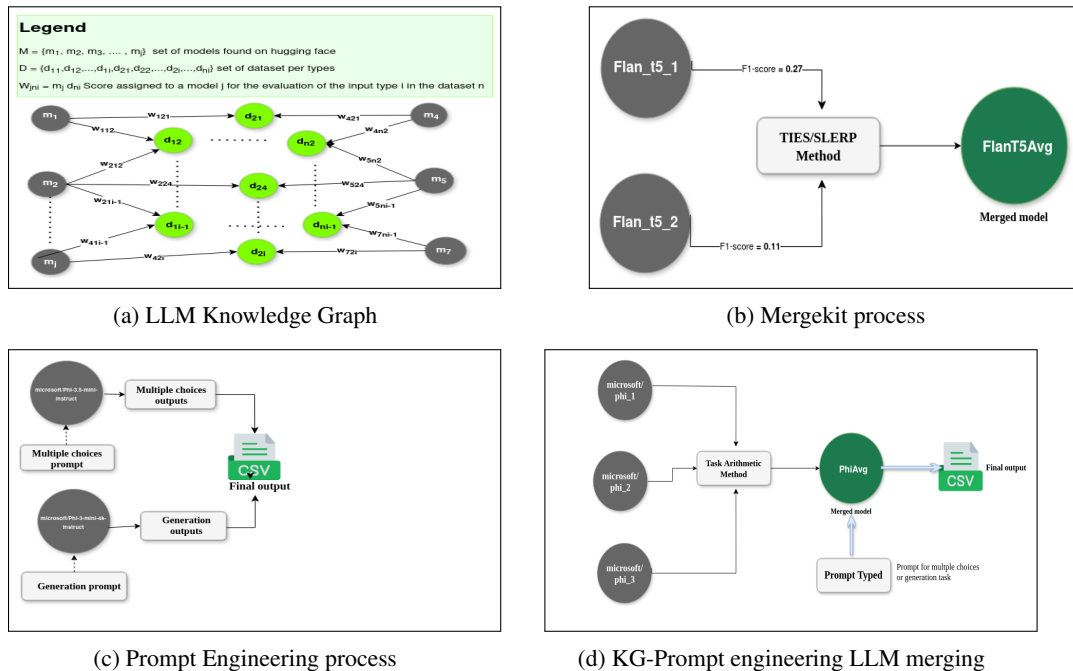 Legend
M = {m1, m2, m3, .... , mj} set of models found on hugging face
D = {d11,d12,...,d1i,d21,d22,...,d2i,...,dni} set of dataset per types
Wjni = mj dni Score assigned to a model j for the evaluation of the input type i in the dataset n
m1
w121
d21
w421
m4
w112
d12
dn2
w4n2
w212
w5n2
m2
w224
d24
w524
m5
w21i-1
w5ni-1
d1i-1
dni-1
w41i-1
w7ni-1
mj
w42i
d2i
w72i
m7
(a) LLM Knowledge Graph
Flan_t5_1
F1-score = 0.27
TIES/SLERP
Method
FlanT5Avg
Merged model
Flan_t5_2
F1-score = 0.11
(b) Mergekit process
microsoft/Phi-3.5-mini-
instruct
Multiple choices
outputs
Multiple choices
prompt
CSV
Final output
microsoft/Phi-3-mini-4k-
instruct
Generation
outputs
Generation prompt
(c) Prompt Engineering process
microsoft/
phi_1
microsoft/
phi_2
microsoft/
phi_3
Task Arithmetic
Method
PhiAvg
Merged model
CSV
Final output
Prompt Typed
Prompt for multple choices
or generation task
(d) KG-Prompt engineering LLM merging